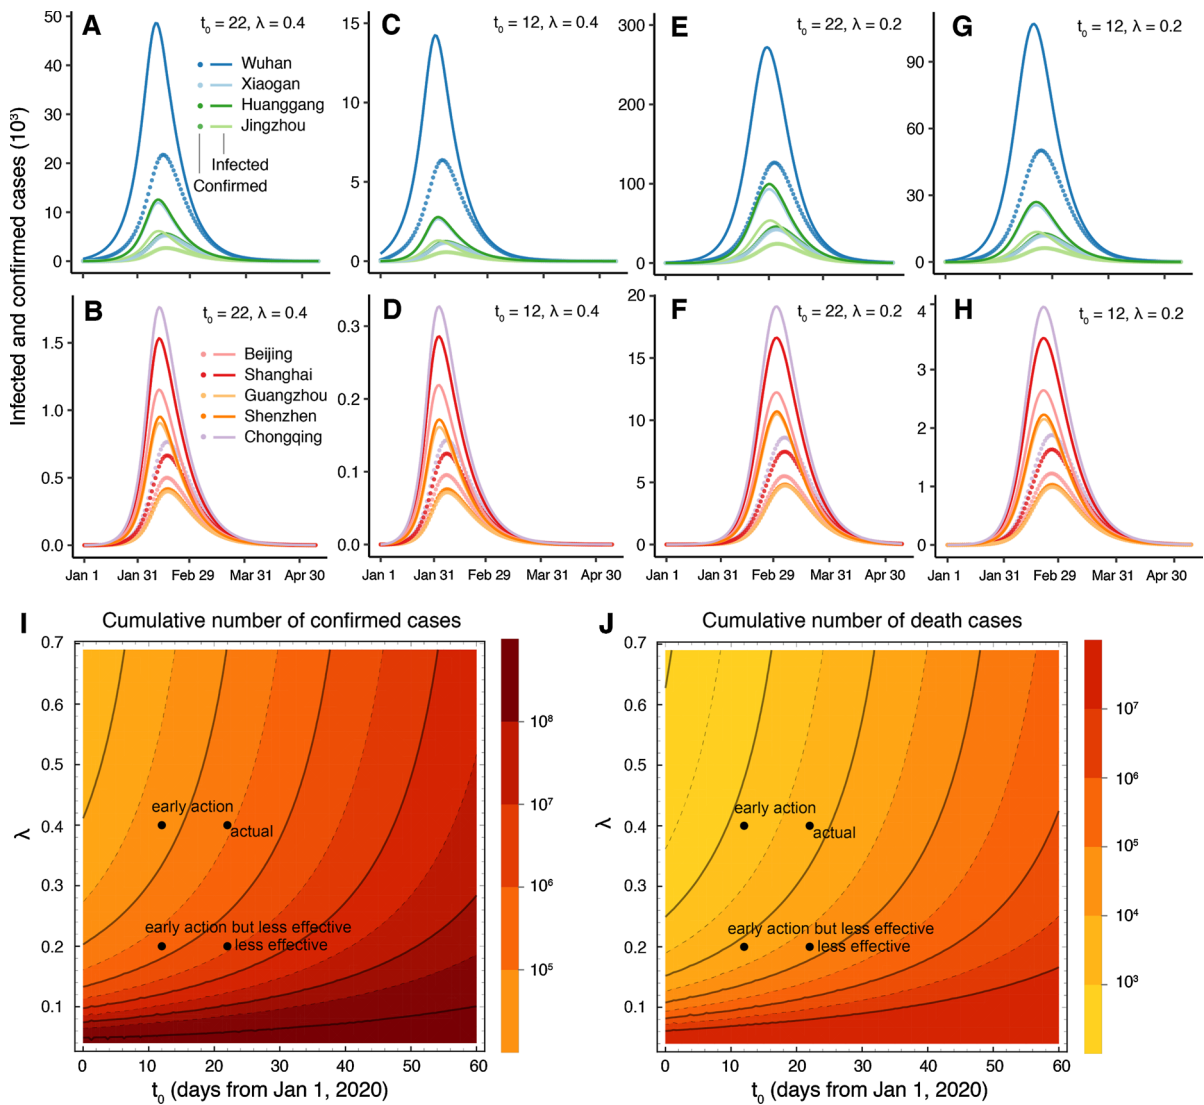 A
t0 = 22, λ = 0.4
C
t0 = 12, λ = 0.4
E
t0 = 22, λ = 0.2
G
t0 = 12, λ = 0.2
Infected and confirmed cases (10³)
50
40
30
20
10
0
Wuhan
Xiaogan
Huanggang
Jingzhou
Infected
Confirmed
15
10
5
0
300
200
100
0
90
60
30
0
B
t0 = 22, λ = 0.4
D
t0 = 12, λ = 0.4
F
t0 = 22, λ = 0.2
H
t0 = 12, λ = 0.2
1.5
1.0
0.5
0.0
Beijing
Shanghai
Guangzhou
Shenzhen
Chongqing
0.3
0.2
0.1
0.0
20
15
10
5
0
4
3
2
1
0
Jan 1 Jan 31 Feb 29 Mar 31 Apr 30
Jan 1 Jan 31 Feb 29 Mar 31 Apr 30
Jan 1 Jan 31 Feb 29 Mar 31 Apr 30
Jan 1 Jan 31 Feb 29 Mar 31 Apr 30
I
Cumulative number of confirmed cases
0.7
0.6
0.5
0.4
0.3
0.2
0.1
λ
early action
actual
early action but less effective
less effective
0 10 20 30 40 50 60
t0 (days from Jan 1, 2020)
10⁸
10⁷
10⁶
10⁵
J
Cumulative number of death cases
0.7
0.6
0.5
0.4
0.3
0.2
0.1
λ
early action
actual
early action but less effective
less effective
0 10 20 30 40 50 60
t0 (days from Jan 1, 2020)
10⁷
10⁶
10⁵
10⁴
10³